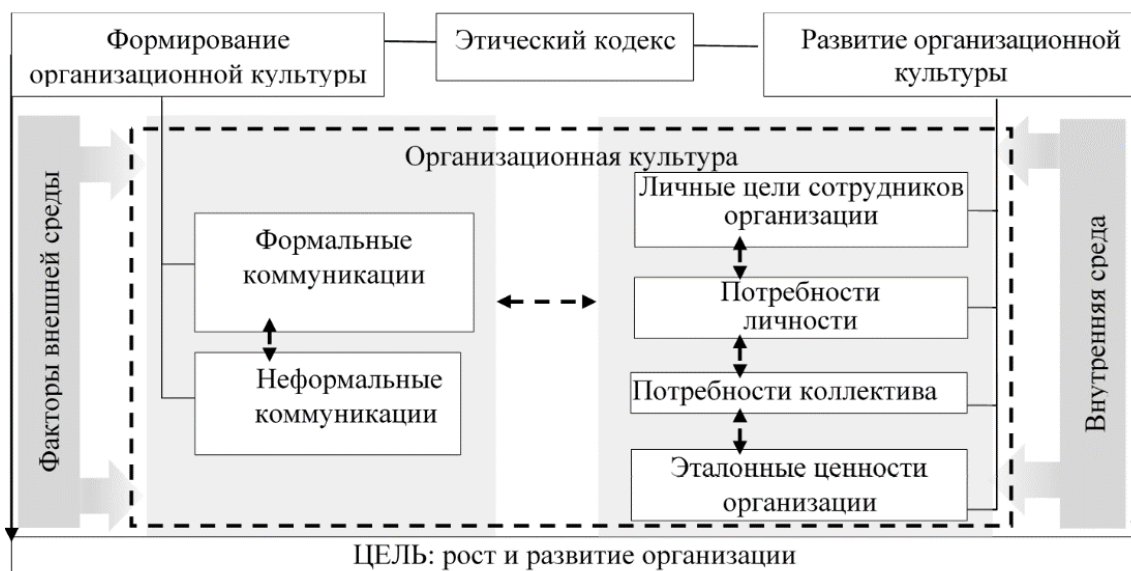 Формирование
организационной культуры
Этический кодекс
Развитие организационной
культуры
Факторы внешней среды
Организационная культура
Формальные
коммуникации
Неформальные
коммуникации
Личные цели сотрудников
организации
Потребности
личности
Потребности коллектива
Эталонные ценности
организации
Внутренняя среда
ЦЕЛЬ: рост и развитие организации